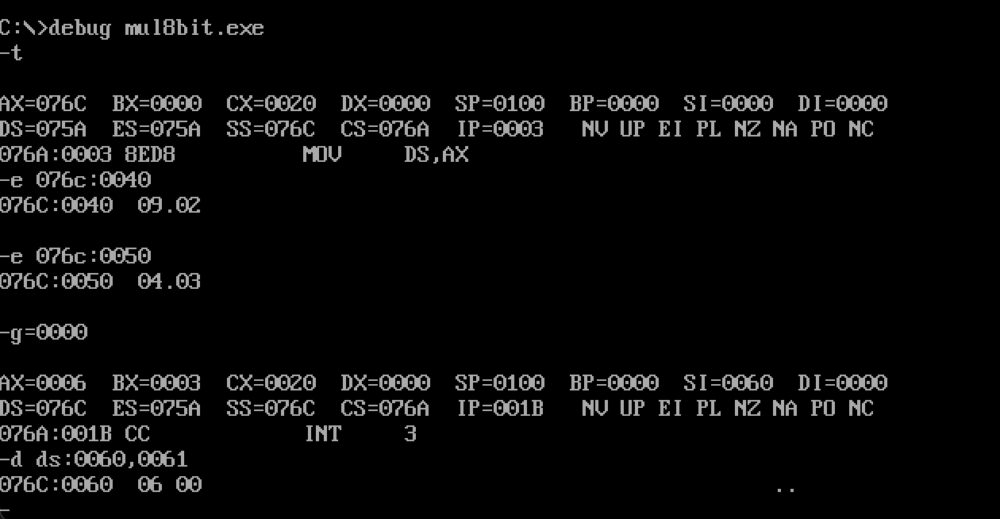 C:\>debug mul8bit.exe
-t
AX=076C  BX=0000  CX=0020  DX=0000  SP=0100  BP=0000  SI=0000  DI=0000
DS=075A  ES=075A  SS=076C  CS=076A  IP=0003   NV UP EI PL NZ NA PO NC
076A:0003 8ED8          MOV     DS,AX
-e 076c:0040
076C:0040  09.02
-e 076c:0050
076C:0050  04.03
-g=0000
AX=0006  BX=0003  CX=0020  DX=0000  SP=0100  BP=0000  SI=0060  DI=0000
DS=076C  ES=075A  SS=076C  CS=076A  IP=001B   NV UP EI PL NZ NA PO NC
076A:001B CC            INT     3
-d ds:0060,0061
076C:0060  06 00                                             ..
-